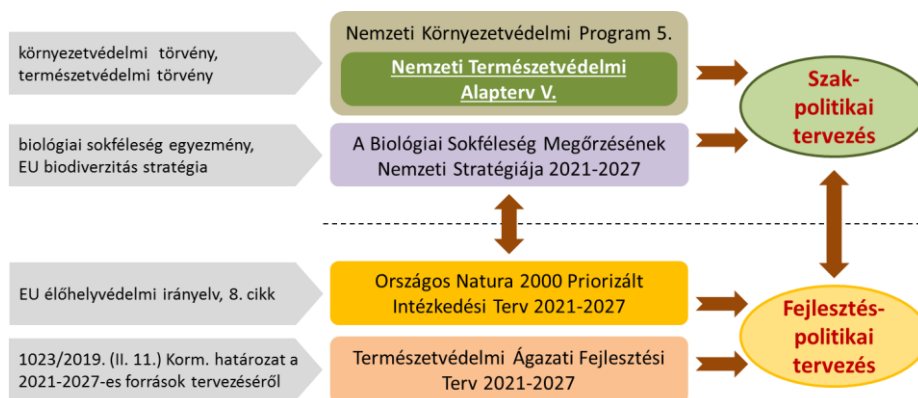 környezetvédelmi törvény,
természetvédelmi törvény
Nemzeti Környezetvédelmi Program 5.
Nemzeti Természetvédelmi
Alapterv V.
Szak-
politikai
tervezés
biológiai sokféleség egyezmény,
EU biodiverzitás stratégia
A Biológiai Sokféleség Megőrzésének
Nemzeti Stratégiája 2021-2027
EU élőhelyvédelmi irányelv, 8. cikk
Országos Natura 2000 Priorizált
Intézkedési Terv 2021-2027
Fejlesztés-
politikai
tervezés
1023/2019. (II. 11.) Korm. határozat a
2021-2027-es források tervezéséről
Természetvédelmi Ágazati Fejlesztési
Terv 2021-2027